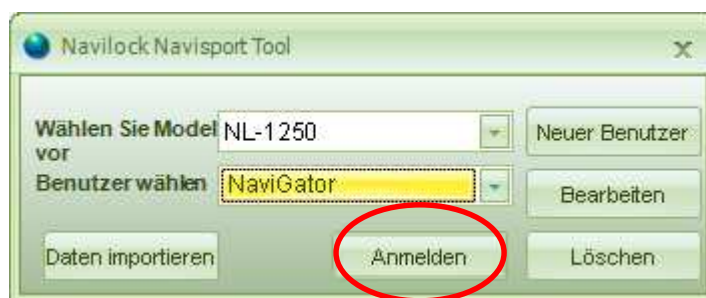 Navilock Navisport Tool
Wählen Sie Model vor
NL-1250
Neuer Benutzer
Benutzer wählen
NaviGator
Bearbeiten
Daten importieren
Anmelden
Löschen